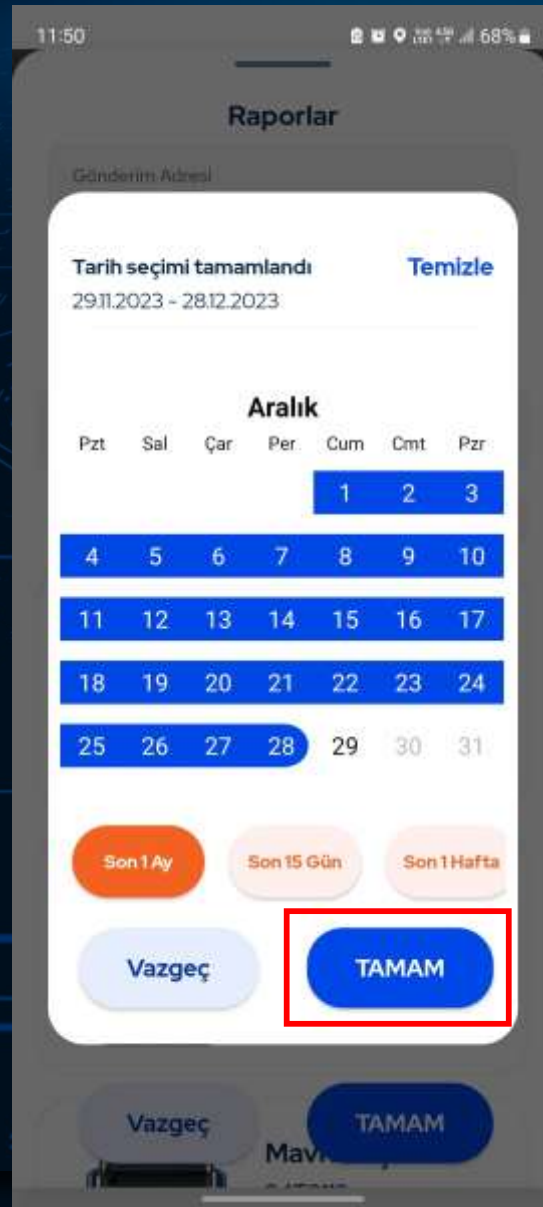 11:50
68%
Raporlar
Gönderim Adresi
Tarih seçimi tamamlandı
Temizle
29.11.2023 - 28.12.2023
Aralık
Pzt Sal Çar Per Cum Cmt Pzr
1 2 3
4 5 6 7 8 9 10
11 12 13 14 15 16 17
18 19 20 21 22 23 24
25 26 27 28 29 30 31
Son 1 Ay Son 15 Gün Son 1 Hafta
Vazgeç TAMAM
Vazgeç TAMAM